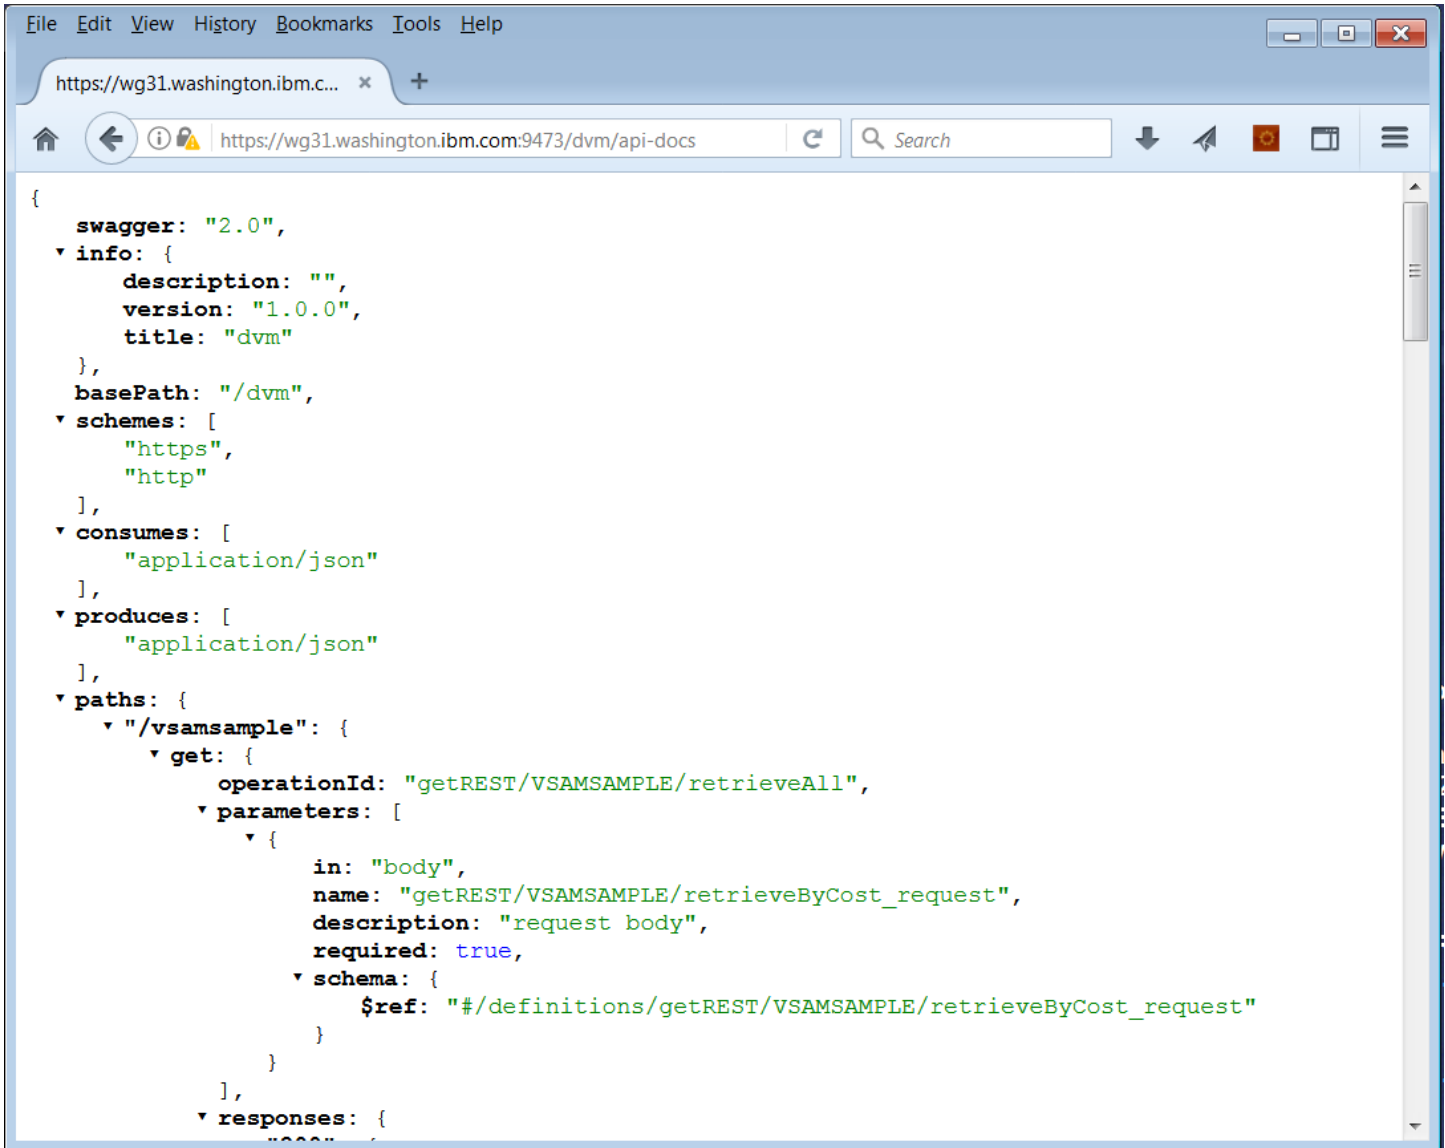 File Edit View History Bookmarks Tools Help
https://wg31.washington.ibm.c... × +
https://wg31.washington.ibm.com:9473/dvm/api-docs Search
{
swagger: "2.0",
info: {
description: "",
version: "1.0.0",
title: "dvm"
},
basePath: "/dvm",
schemes: [
"https",
"http"
],
consumes: [
"application/json"
],
produces: [
"application/json"
],
paths: {
"/vsamsample": {
get: {
operationId: "getREST/VSAMSAMPLE/retrieveAll",
parameters: [
{
in: "body",
name: "getREST/VSAMSAMPLE/retrieveByCost_request",
description: "request body",
required: true,
schema: {
$ref: "#/definitions/getREST/VSAMSAMPLE/retrieveByCost_request"
}
}
],
responses: {